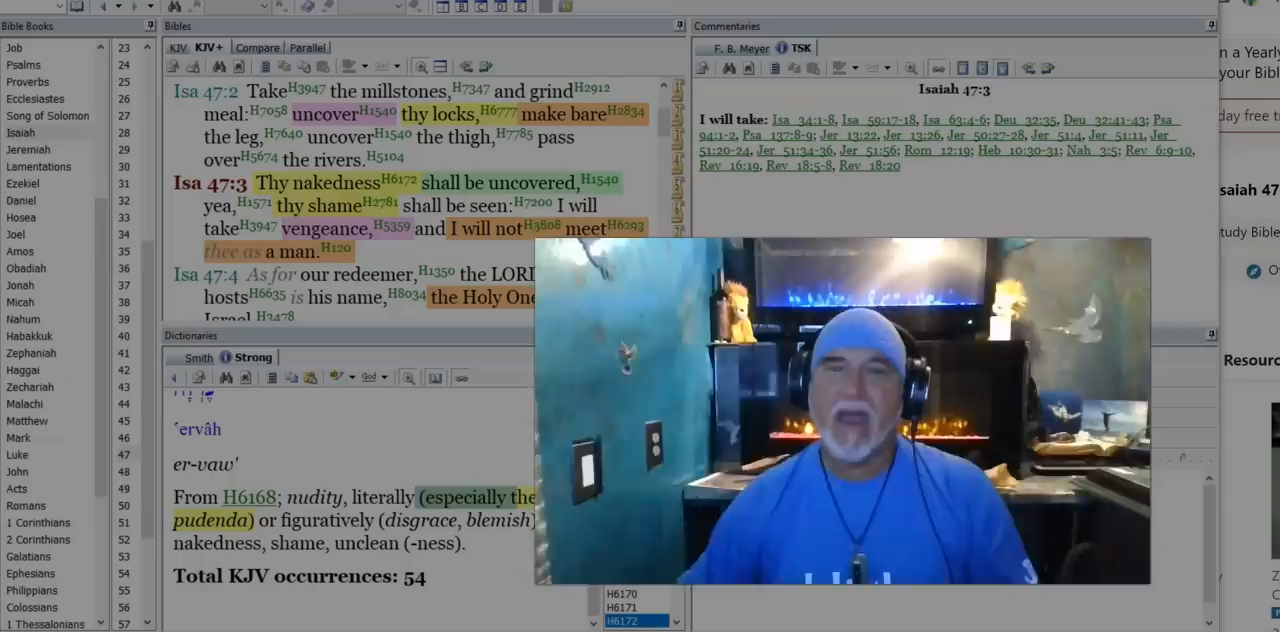 Bible Books
Job
Psalms
Proverbs
Ecclesiastes
Song of Solomon
Isaiah
Jeremiah
Lamentations
Ezekiel
Daniel
Hosea
Joel
Amos
Obadiah
Jonah
Micah
Nahum
Habakkuk
Zephaniah
Haggai
Zechariah
Malachi
Matthew
Mark
Luke
John
Acts
Romans
1 Corinthians
2 Corinthians
Galatians
Ephesians
Philippians
Colossians
1 Thessalonians
23
24
25
26
27
28
29
30
31
32
33
34
35
36
37
38
39
40
41
42
43
44
45
46
47
48
49
50
51
52
53
54
55
56
57
B C D E
Bibles
KJV KJV+ Compare Parallel
Isa 47:2 Take H3947 the millstones, H7347 and grind H2912
meal: H7058 uncover H1540 thy locks, H6777 make bare H2834
the leg, H7640 uncover H1540 the thigh, H7785 pass
over H5674 the rivers. H5104
Isa 47:3 Thy nakedness H6172 shall be uncovered, H1540
yea, H1571 thy shame H2781 shall be seen: H7200 I will
take H3947 vengeance, H5359 and I will not H3808 meet H6293
thee as a man. H120
Isa 47:4 As for our redeemer, H1350 the LORD
hosts H6635 is his name, H8034 the Holy One
Israel H3478
Dictionaries
Smith Strong
God
‛ervâh
er-vaw'
From H6168; nudity, literally (especially the
pudenda) or figuratively (disgrace, blemish)
nakedness, shame, unclean (-ness).
Total KJV occurrences: 54
H6170
H6171
H6172
Commentaries
F. B. Meyer TSK
God
Isaiah 47:3
I will take: Isa 34:1-8, Isa 59:17-18, Isa 63:4-6; Deu 32:35, Deu 32:41-43; Psa
94:1-2, Psa 137:8-9; Jer 13:22, Jer 13:26, Jer 50:27-28, Jer 51:4, Jer 51:11, Jer
51:20-24, Jer 51:34-36, Jer 51:56; Rom 12:19; Heb 10:30-31; Nah 3:5; Rev 6:9-10,
Rev 16:19, Rev 18:5-8, Rev 18:20
n a Yearly
your Bibl
day free tr
saiah 47
tudy Bible
Resourc